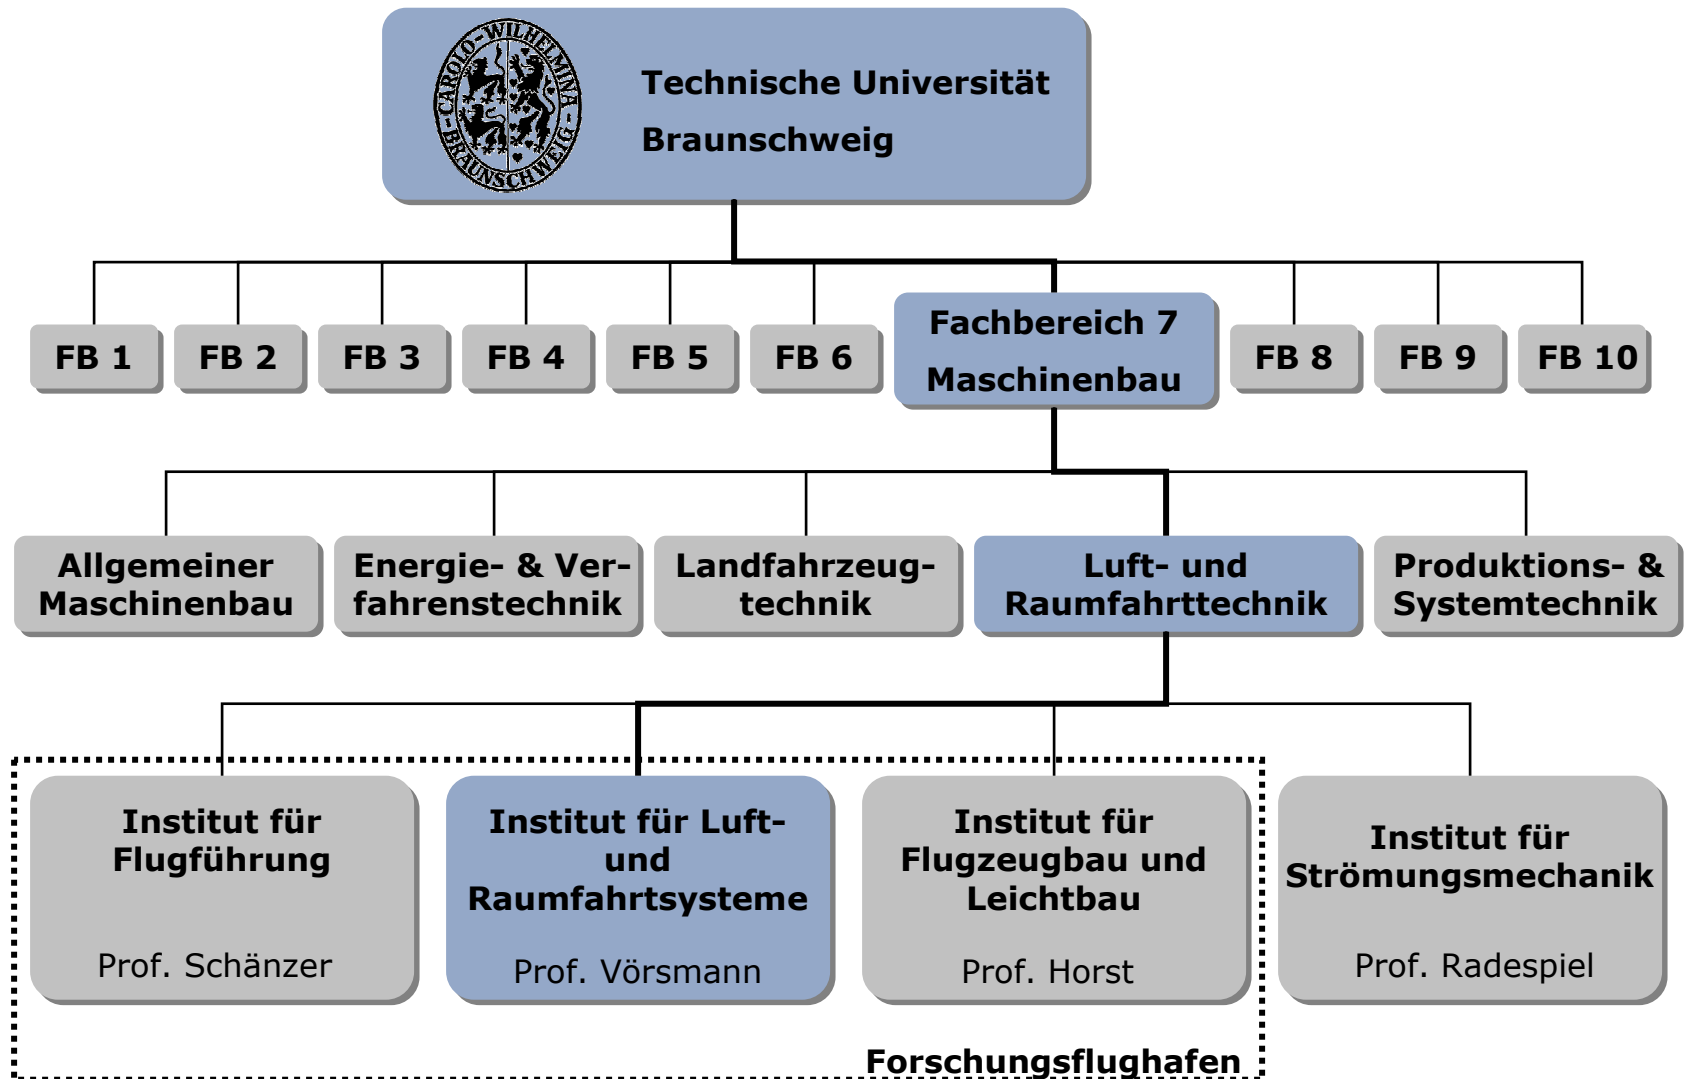 CAROLO-WILHELMINA
BRAUNSCHWEIG
Technische Universität
Braunschweig
FB 1
FB 2
FB 3
FB 4
FB 5
FB 6
Fachbereich 7
Maschinenbau
FB 8
FB 9
FB 10
Allgemeiner
Maschinenbau
Energie- & Ver-
fahrenstechnik
Landfahrzeug-
technik
Luft- und
Raumfahrttechnik
Produktions- &
Systemtechnik
Institut für
Flugführung
Prof. Schänzer
Institut für Luft-
und
Raumfahrtsysteme
Prof. Vörsmann
Institut für
Flugzeugbau und
Leichtbau
Prof. Horst
Institut für
Strömungsmechanik
Prof. Radespiel
Forschungsflughafen